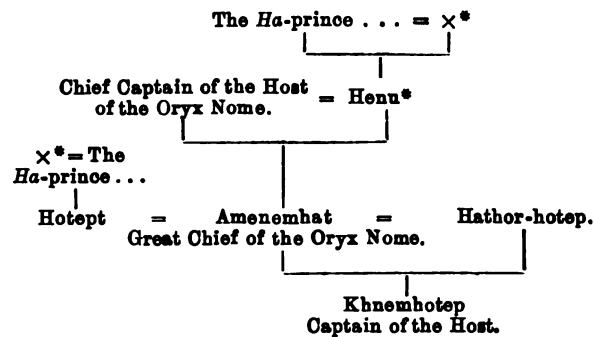 The Ha-prince . . . = ×*
Chief Captain of the Host
of the Oryx Nome. = Henu*
×* = The
Ha-prince . . .
Hotept = Amenemhat = Hathor-hotep.
Great Chief of the Oryx Nome.
Khnemhotep
Captain of the Host.